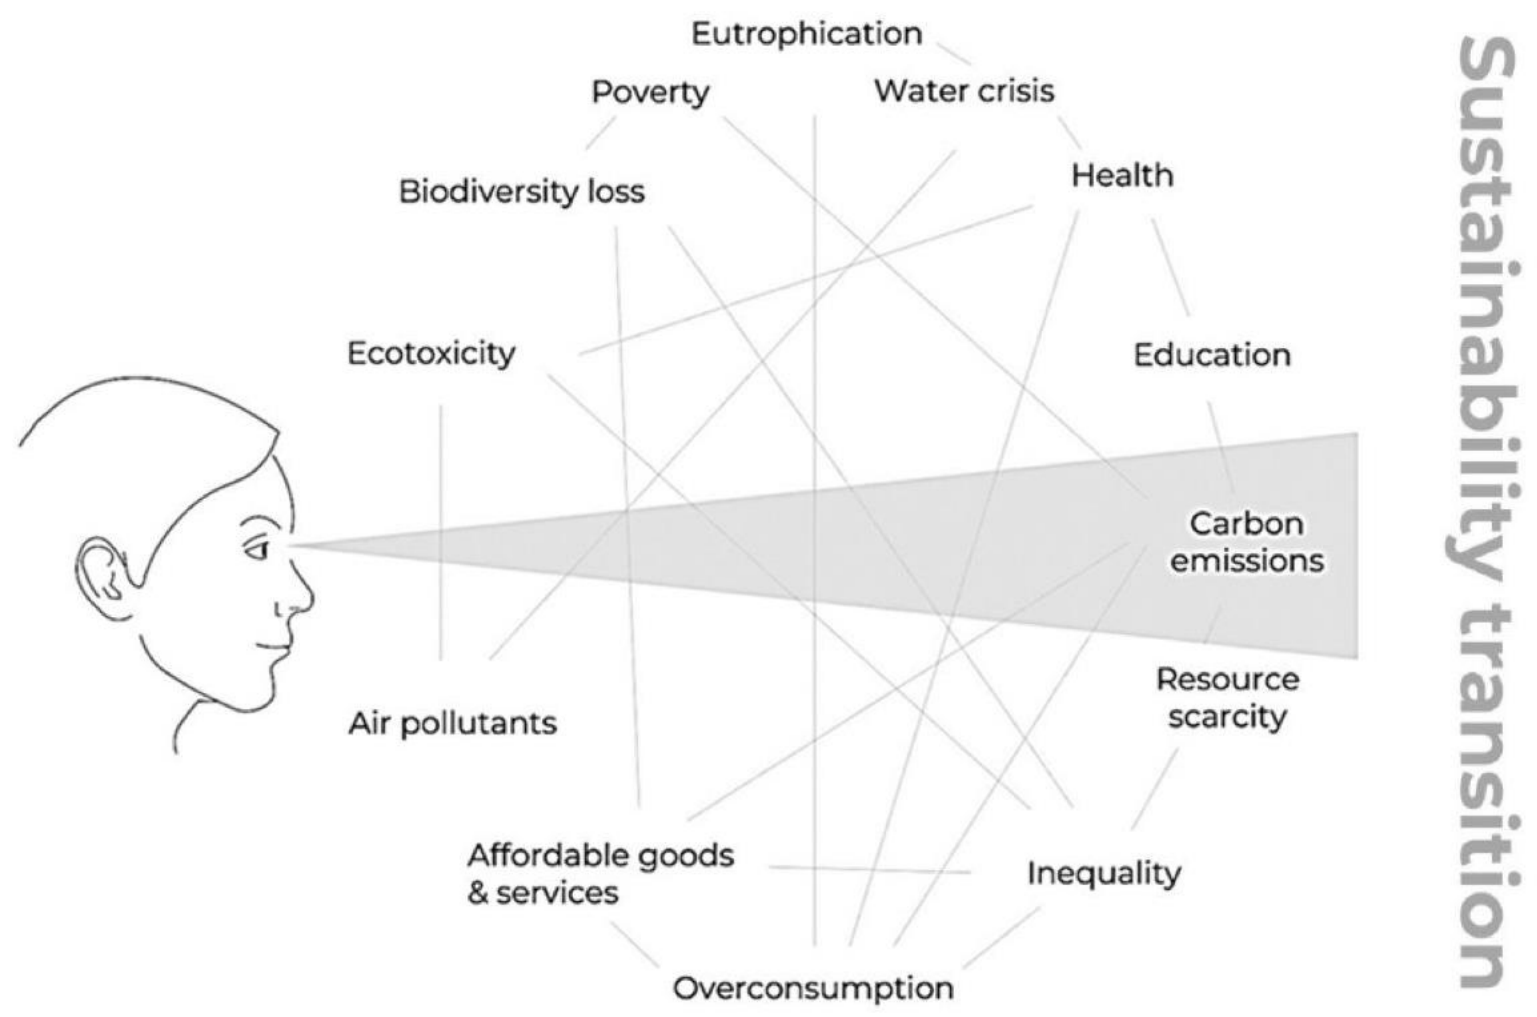 Eutrophication
Poverty
Water crisis
Health
Biodiversity loss
Ecotoxicity
Education
Carbon
emissions
Resource
scarcity
Air pollutants
Affordable goods
& services
Inequality
Overconsumption
Sustainability transition